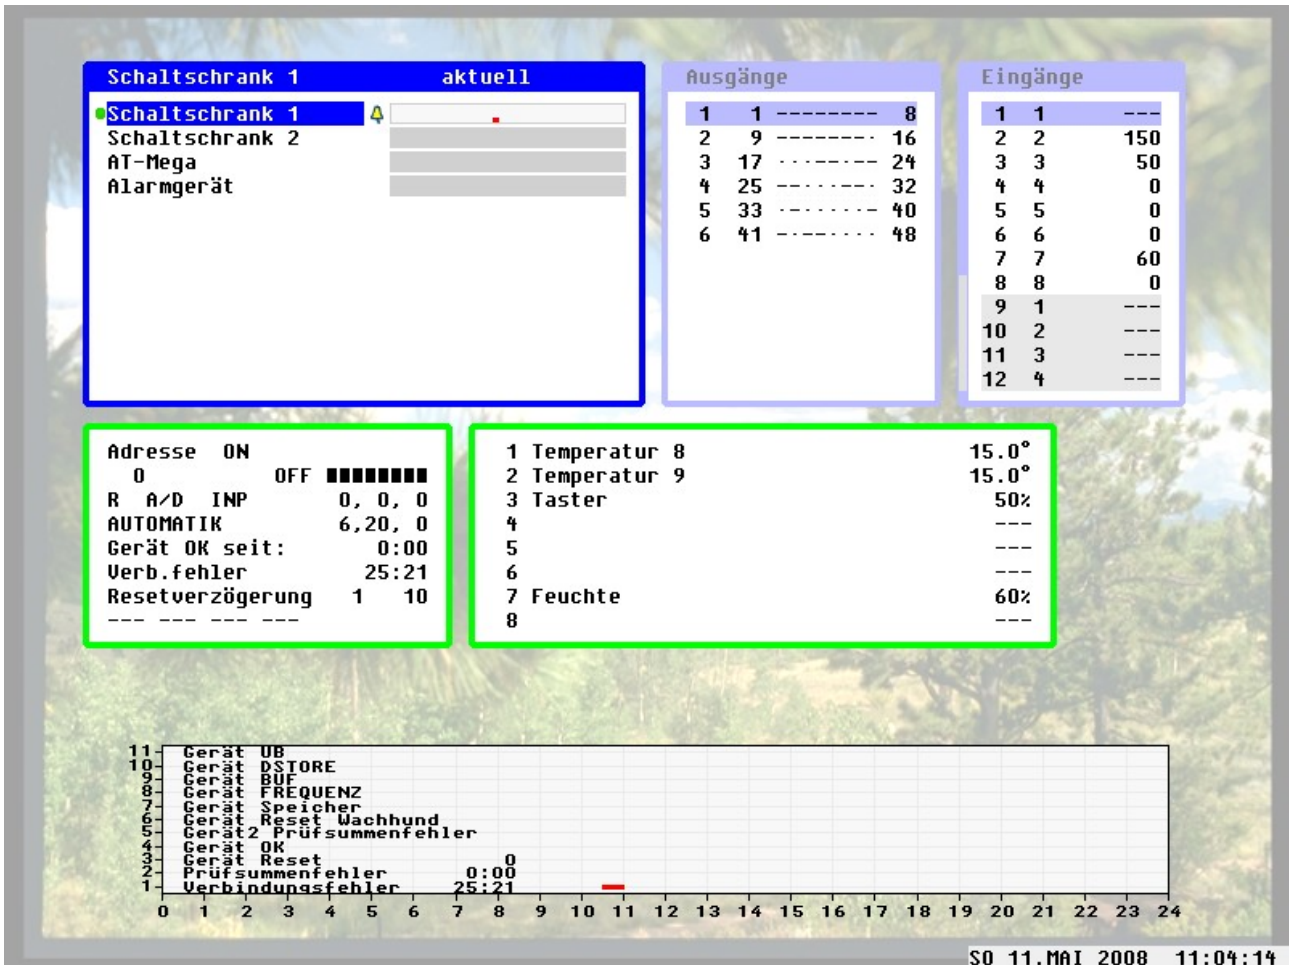 Schaltschrank 1 aktuell
Schaltschrank 1
Schaltschrank 2
AT-Mega
Alarmgerät
Ausgänge
1 1 -------- 8
2 9 -------· 16
3 17 ···--·-- 24
4 25 --···--· 32
5 33 ·-····-- 40
6 41 -·--···· 48
Eingänge
1 1 ---
2 2 150
3 3 50
4 4 0
5 5 0
6 6 0
7 7 60
8 8 0
9 1 ---
10 2 ---
11 3 ---
12 4 ---
Adresse ON
0 OFF
R A/D INP 0, 0, 0
AUTOMATIK 6,20, 0
Gerät OK seit: 0:00
Verb.fehler 25:21
Resetverzögerung 1 10
--- --- --- ---
1 Temperatur 8 15.0°
2 Temperatur 9 15.0°
3 Taster 50%
4 ---
5 ---
6 ---
7 Feuchte 60%
8 ---
11 Gerät UB
10 Gerät DSTORE
9 Gerät BUF
8 Gerät FREQUENZ
7 Gerät Speicher
6 Gerät Reset Wachhund
5 Gerät2 Prüfsummenfehler
4 Gerät OK
3 Gerät Reset 0
2 Prüfsummenfehler 0:00
1 Verbindungsfehler 25:21
0 1 2 3 4 5 6 7 8 9 10 11 12 13 14 15 16 17 18 19 20 21 22 23 24
SO 11.MAI 2008 11:04:14